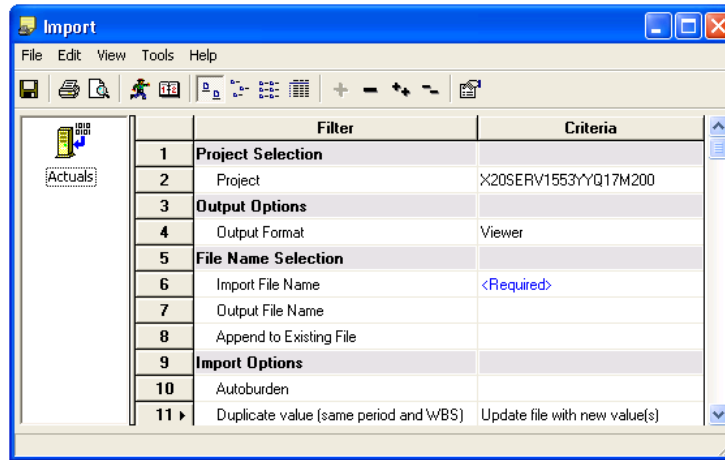 Import
File Edit View Tools Help
Actuals
Filter Criteria
1 Project Selection
2 Project X20SERV1553YYQ17M200
3 Output Options
4 Output Format Viewer
5 File Name Selection
6 Import File Name <Required>
7 Output File Name
8 Append to Existing File
9 Import Options
10 Autoburden
11 Duplicate value (same period and WBS) Update file with new value(s)